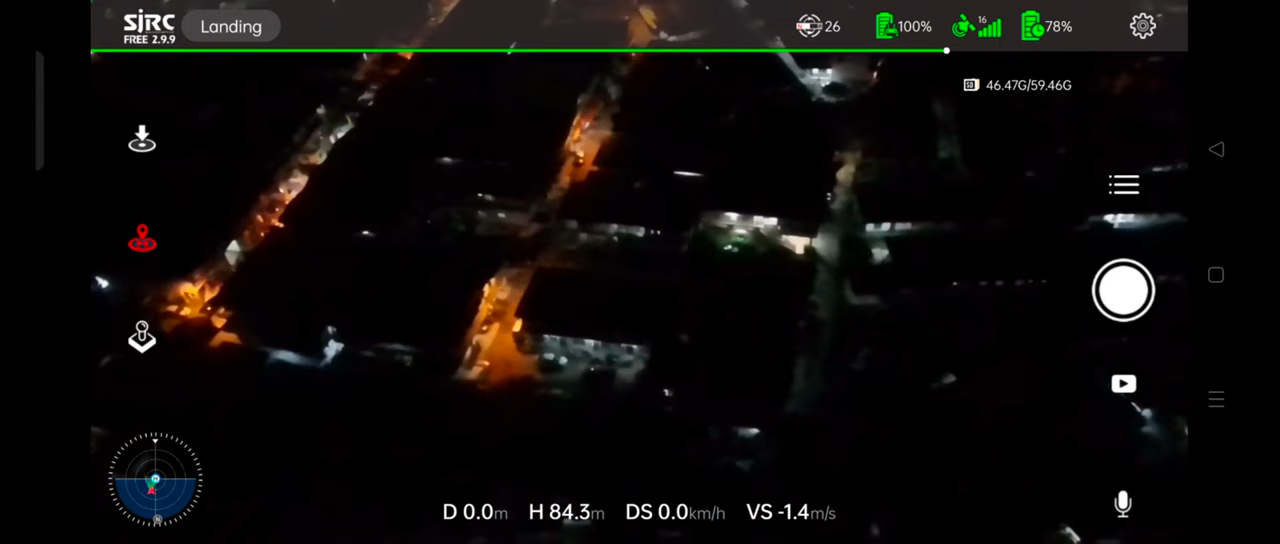 SJRC
FREE 2.9.9
Landing
26
100%
16
78%
46.47G/59.46G
D 0.0m H 84.3m DS 0.0km/h VS -1.4m/s